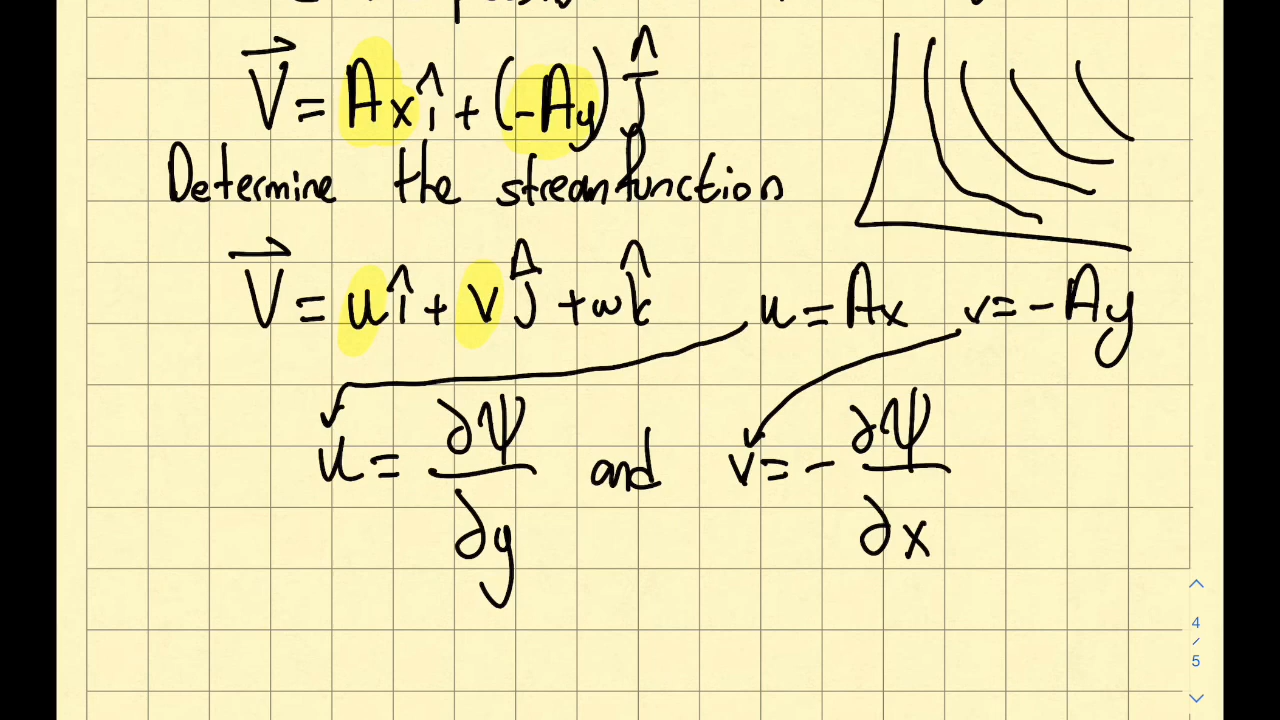 V⃗ = Ax î + (-Ay) ĵ
Determine the streamfunction
V⃗ = u î + v ĵ + w k̂ u = Ax v = -Ay
u = ∂Ψ/∂y and v = - ∂Ψ/∂x
4
/
5